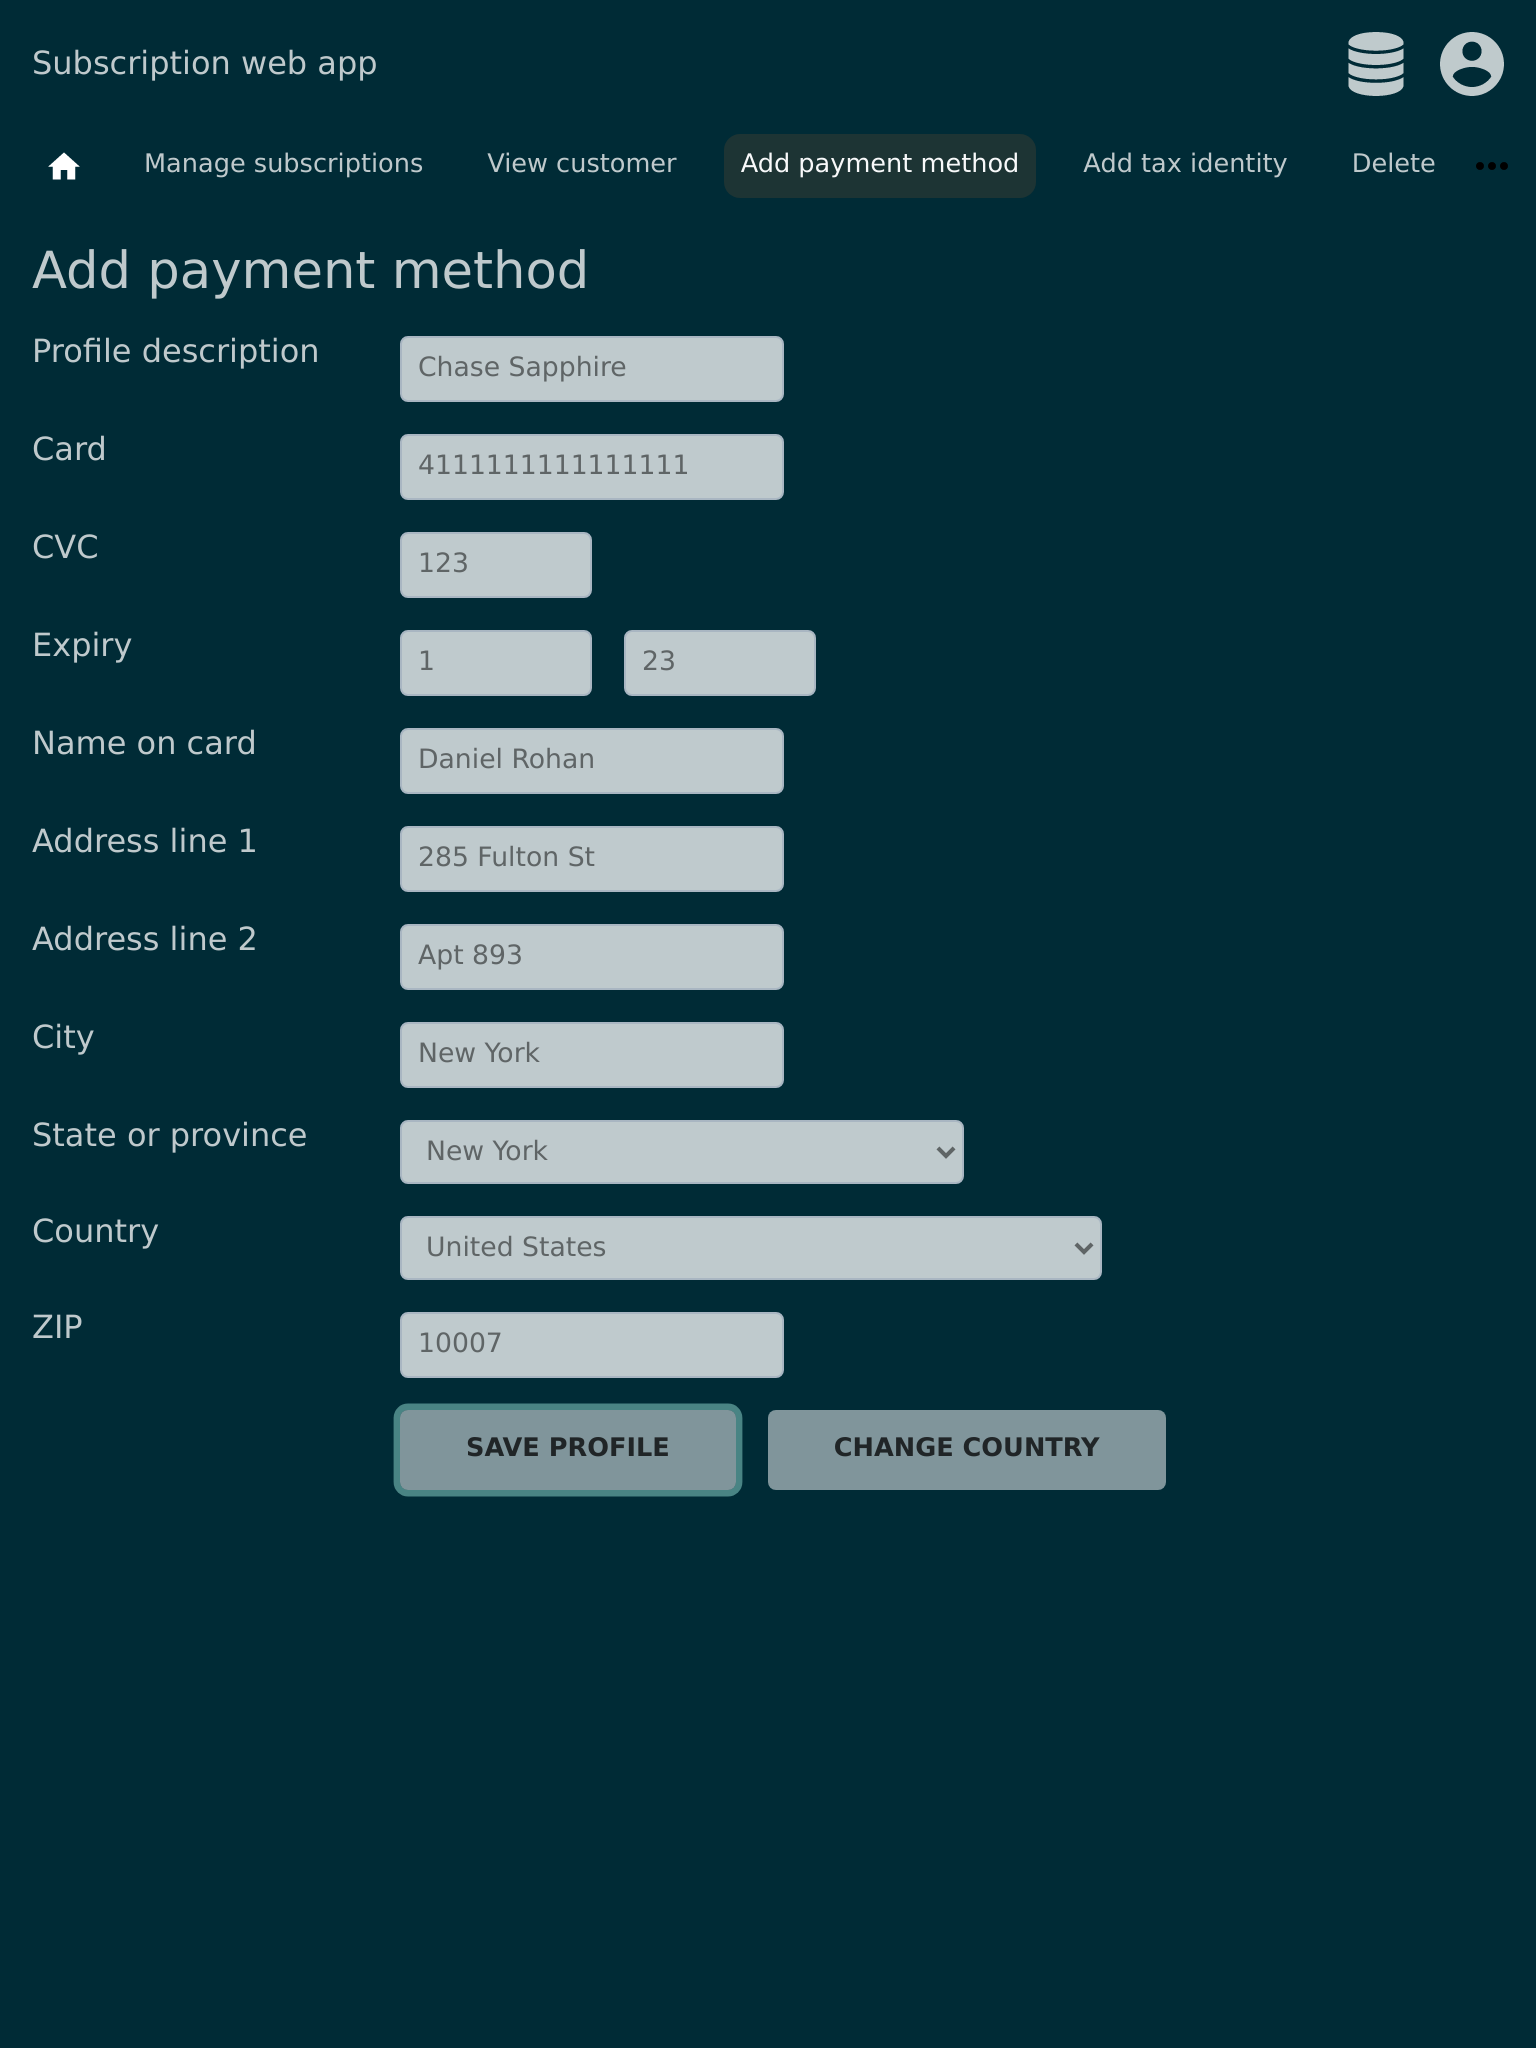 Subscription web app
Manage subscriptions View customer Add payment method Add tax identity Delete
Add payment method
Profile description Chase Sapphire
Card 4111111111111111
CVC 123
Expiry 1 23
Name on card Daniel Rohan
Address line 1 285 Fulton St
Address line 2 Apt 893
City New York
State or province New York
Country United States
ZIP 10007
SAVE PROFILE CHANGE COUNTRY